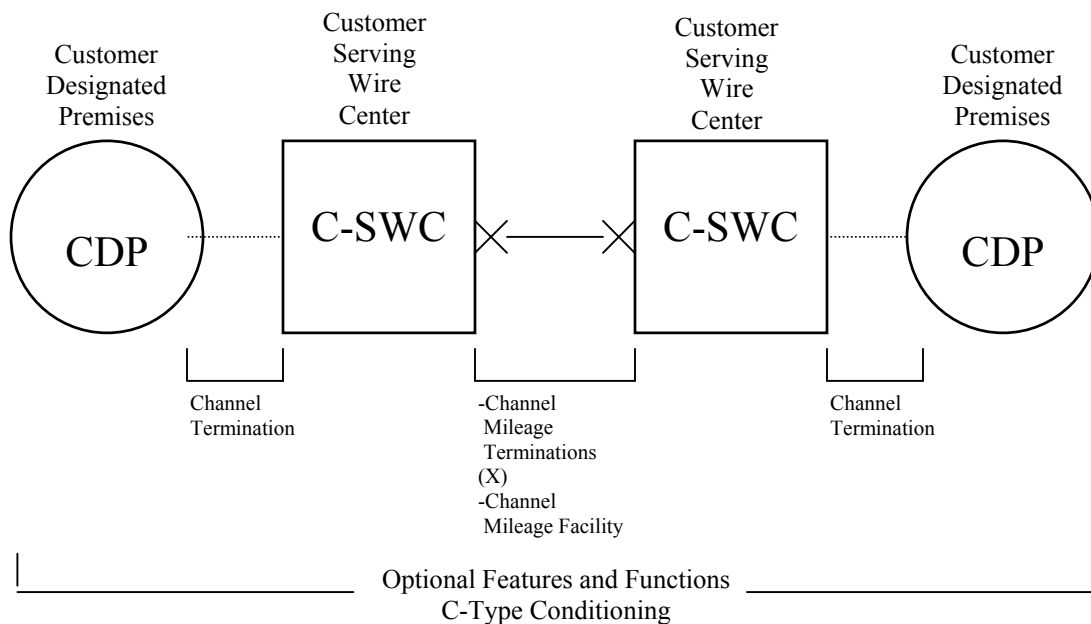 Customer
Designated
Premises
Customer
Serving
Wire
Center
Customer
Serving
Wire
Center
Customer
Designated
Premises
CDP
C-SWC
C-SWC
CDP
Channel
Termination
-Channel
Mileage
Terminations
(X)
-Channel
Mileage Facility
Channel
Termination
Optional Features and Functions
C-Type Conditioning